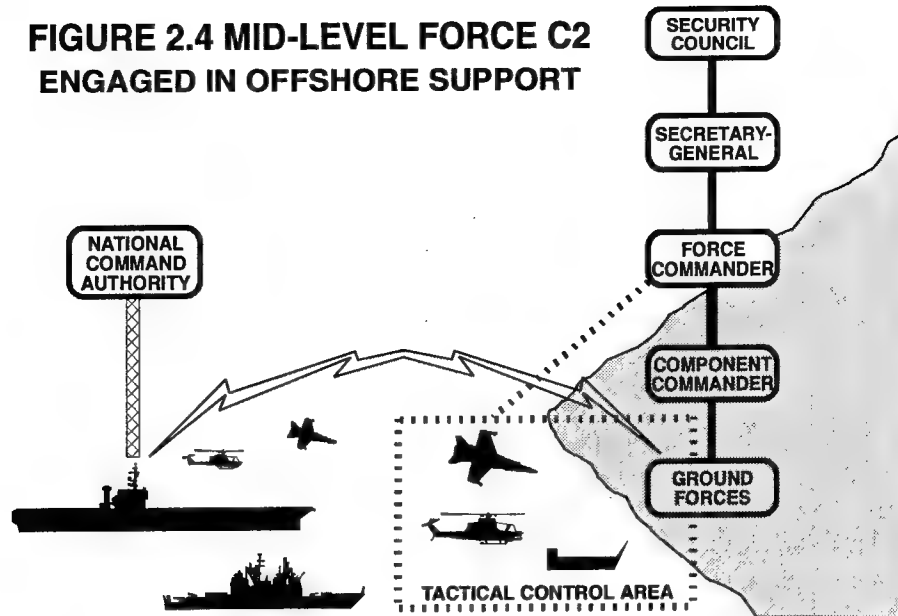 FIGURE 2.4 MID-LEVEL FORCE C2
ENGAGED IN OFFSHORE SUPPORT
SECURITY
COUNCIL
SECRETARY-
GENERAL
NATIONAL
COMMAND
AUTHORITY
FORCE
COMMANDER
COMPONENT
COMMANDER
GROUND
FORCES
TACTICAL CONTROL AREA